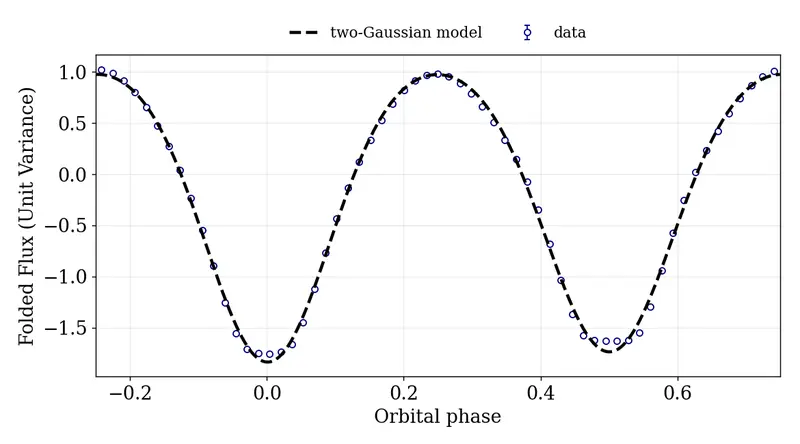 two-Gaussian model
data
Folded Flux (Unit Variance)
1.0
0.5
0.0
−0.5
−1.0
−1.5
−0.2
0.0
0.2
0.4
0.6
Orbital phase